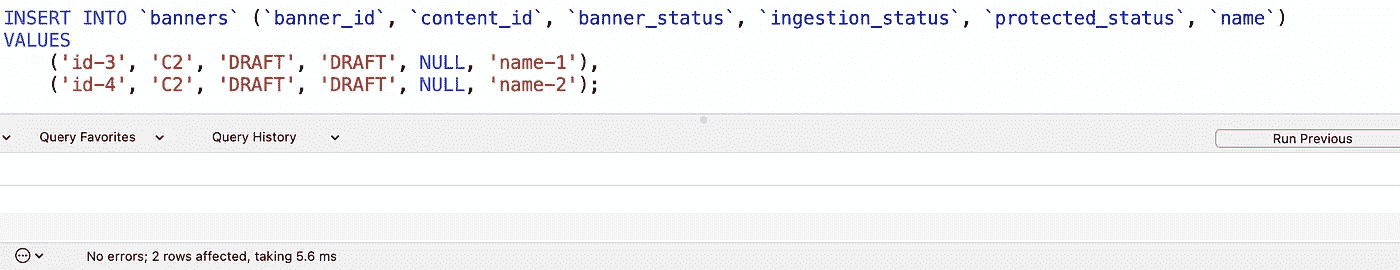 INSERT INTO `banners` (`banner_id`, `content_id`, `banner_status`, `ingestion_status`, `protected_status`, `name`)
VALUES
('id-3', 'C2', 'DRAFT', 'DRAFT', NULL, 'name-1'),
('id-4', 'C2', 'DRAFT', 'DRAFT', NULL, 'name-2');
Query Favorites Query History Run Previous
No errors; 2 rows affected, taking 5.6 ms